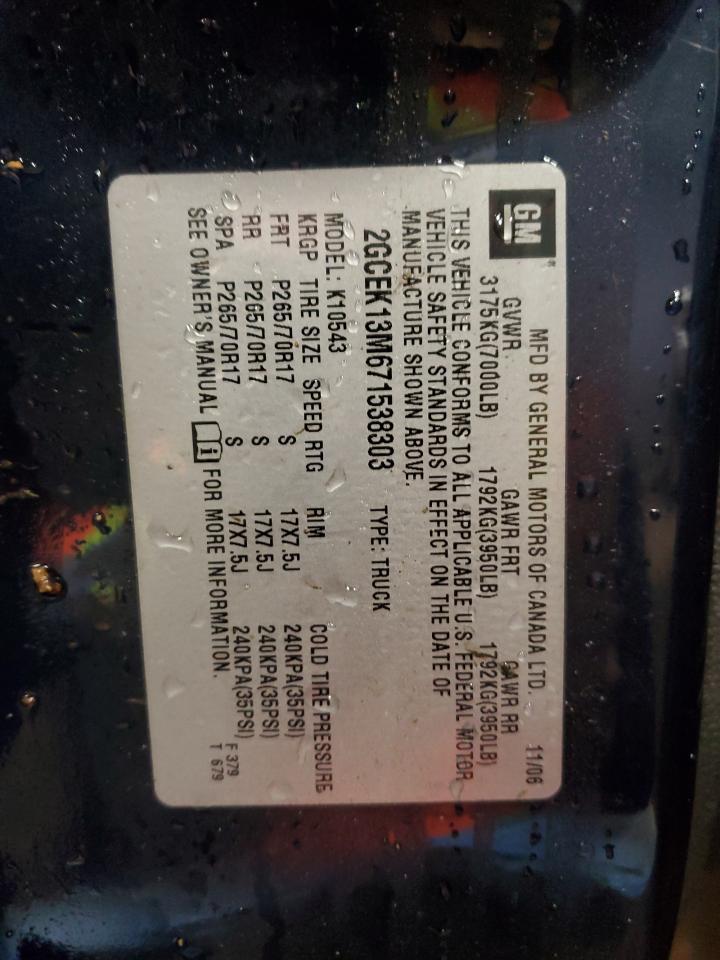 GM
MFD BY GENERAL MOTORS OF CANADA LTD. 11/06
GVWR GAWR FRT GAWR RR
3175KG(7000LB) 1792KG(3950LB) 1792KG(3950LB)
THIS VEHICLE CONFORMS TO ALL APPLICABLE U.S. FEDERAL MOTOR
VEHICLE SAFETY STANDARDS IN EFFECT ON THE DATE OF
MANUFACTURE SHOWN ABOVE.
2GCEK13M671538303 TYPE: TRUCK
MODEL: K10543
KRGP TIRE SIZE SPEED RTG RIM COLD TIRE PRESSURE
FRT P265/70R17 S 17X7.5J 240KPA(35PSI)
RR P265/70R17 S 17X7.5J 240KPA(35PSI)
SPA P265/70R17 S 17X7.5J 240KPA(35PSI)
SEE OWNER'S MANUAL FOR MORE INFORMATION.
F 379
T 679